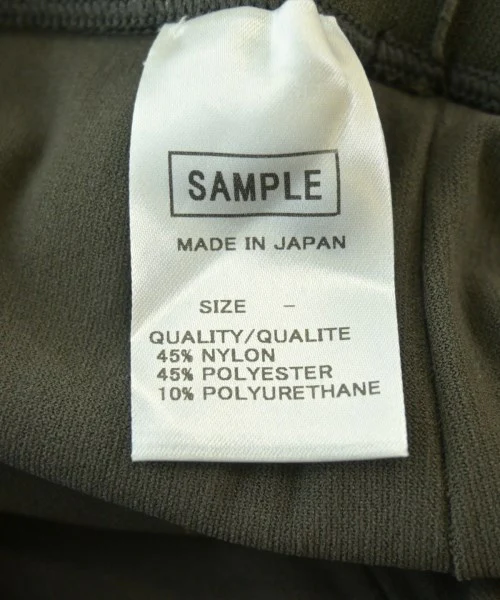 SAMPLE
MADE IN JAPAN
SIZE –
QUALITY/QUALITE
45% NYLON
45% POLYESTER
10% POLYURETHANE